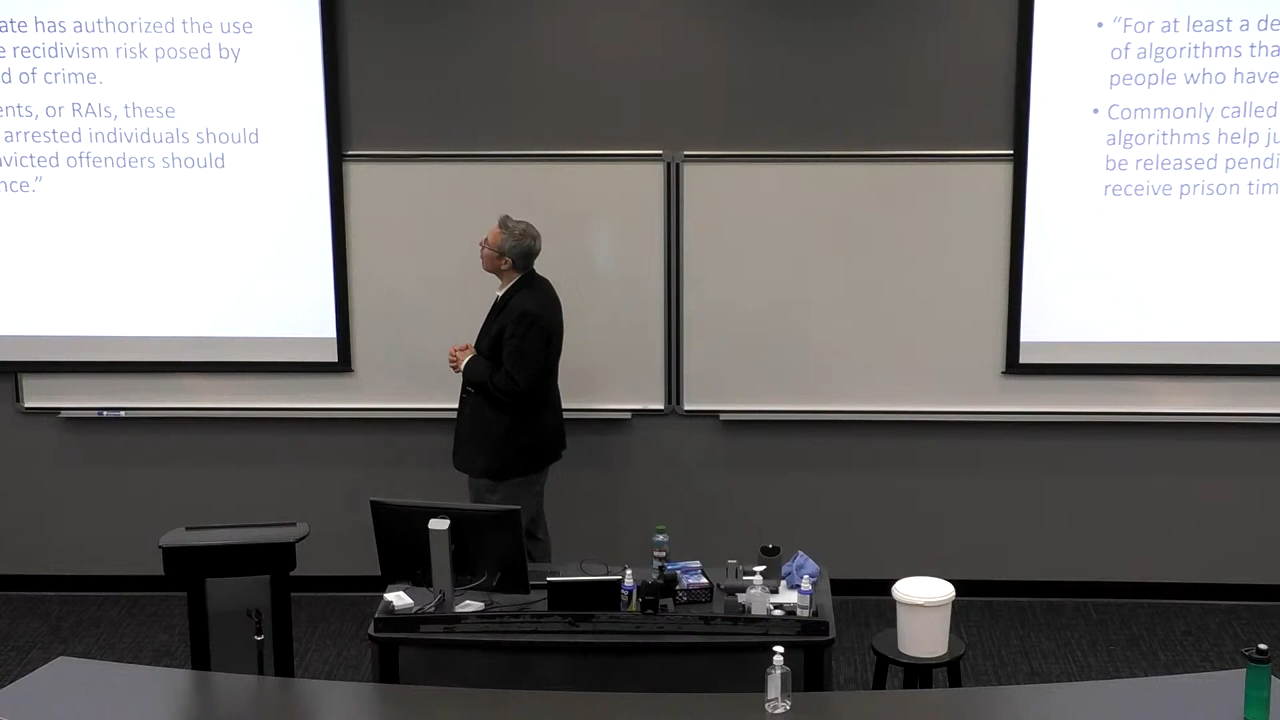 ate has authorized the use
e recidivism risk posed by
d of crime.
ents, or RAIs, these
arrested individuals should
nvicted offenders should
nce.”
• “For at least a de
of algorithms tha
people who have
• Commonly called
algorithms help ju
be released pendi
receive prison tim